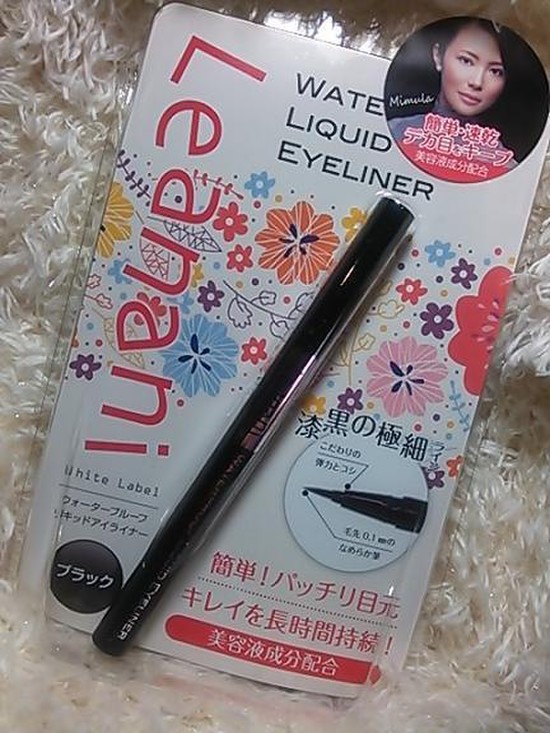 Leanani
WATE
LIQUID
EYELINER
Mimula
簡単・速乾
デカ目をキープ
美容液成分配合
漆黒の極細ライン
こだわりの
弾力とコシ
毛先0.1mmの
なめらか筆
White Label
ウォータープルーフ
リキッドアイライナー
ブラック
簡単!パッチリ目元
キレイを長時間持続!
美容液成分配合
EYELINER